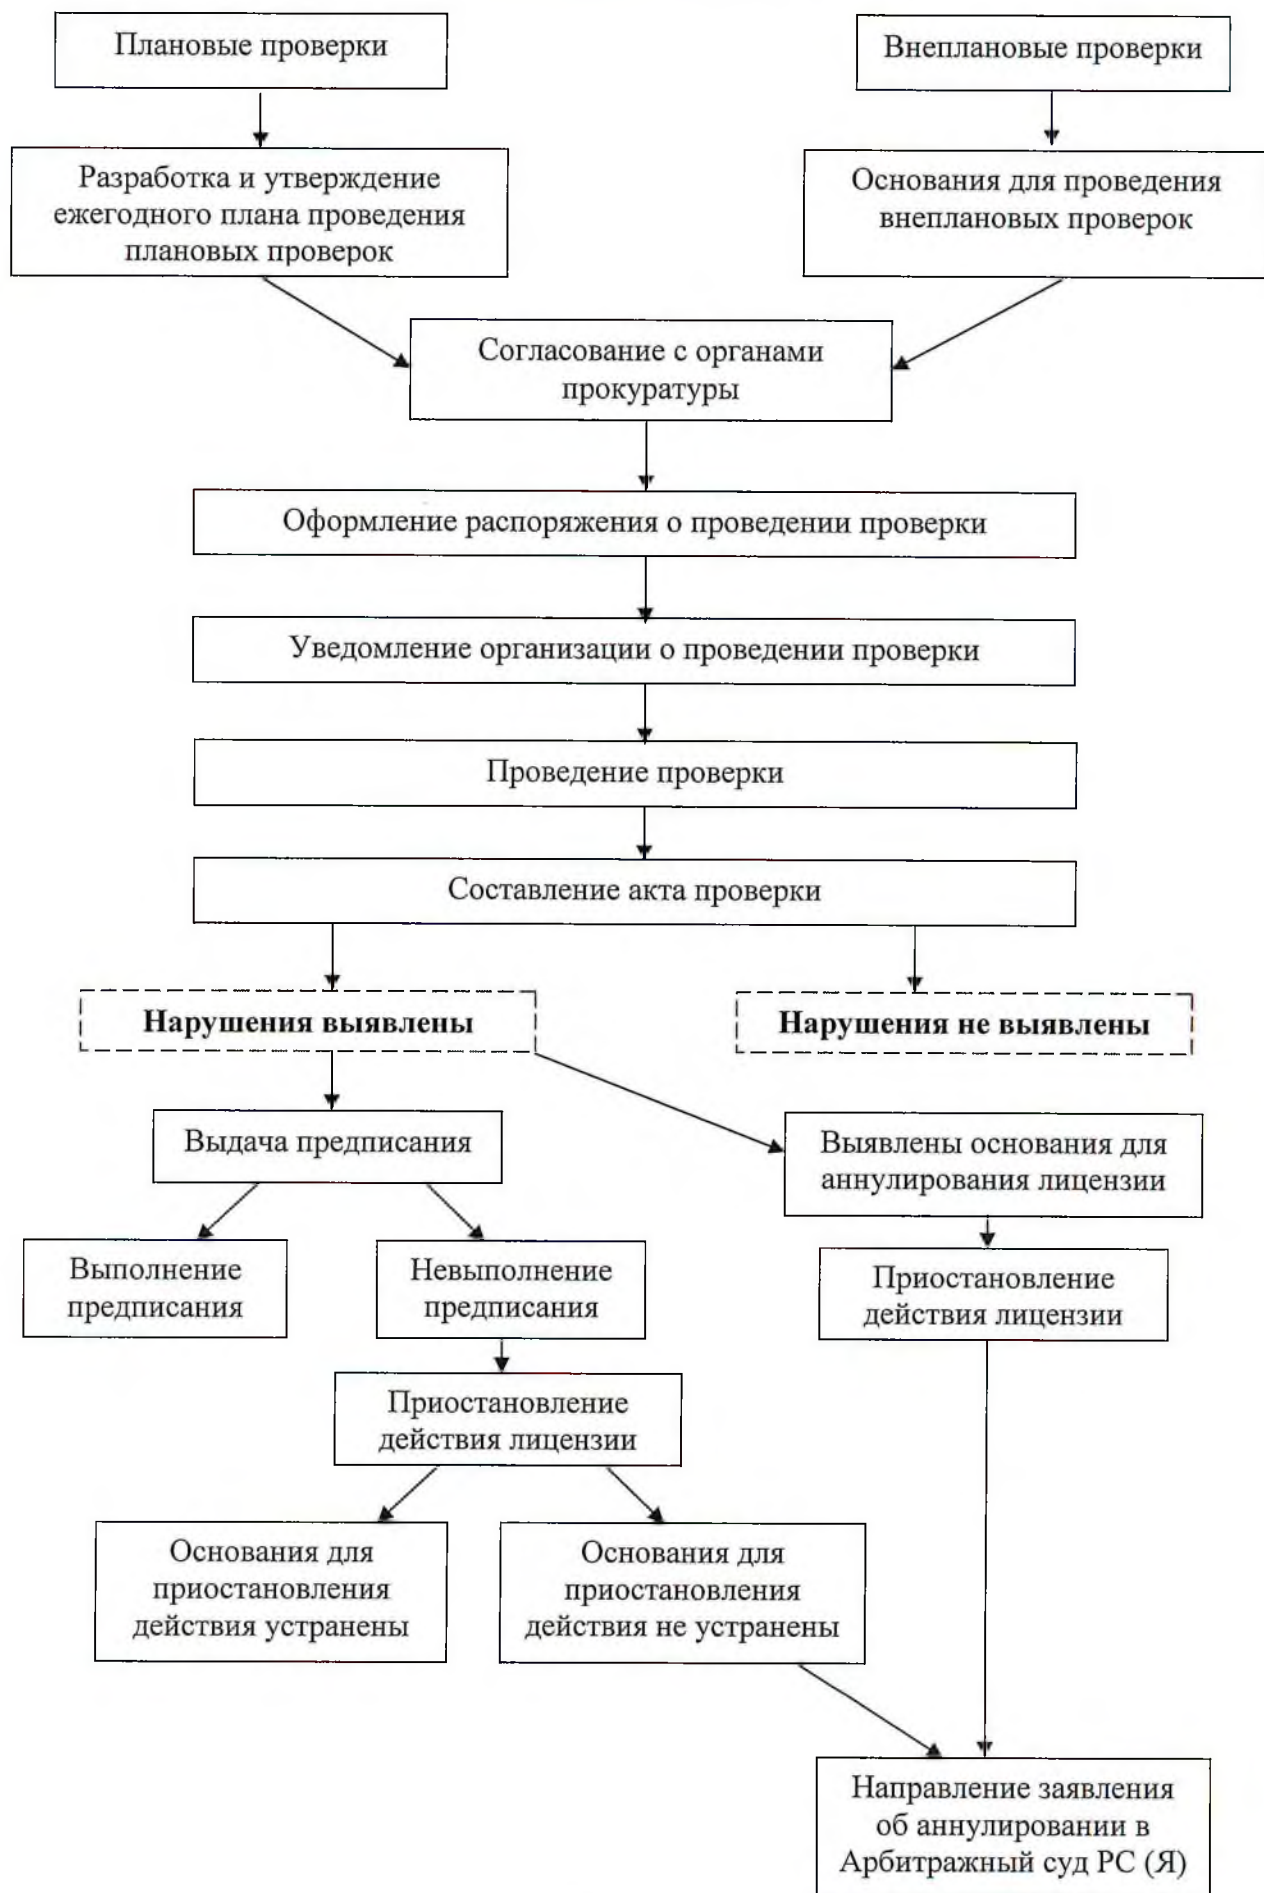 Плановые проверки
Внеплановые проверки
Разработка и утверждение
ежегодного плана проведения
плановых проверок
Основания для проведения
внеплановых проверок
Согласование с органами
прокуратуры
Оформление распоряжения о проведении проверки
Уведомление организации о проведении проверки
Проведение проверки
Составление акта проверки
Нарушения выявлены
Нарушения не выявлены
Выдача предписания
Выявлены основания для
аннулирования лицензии
Выполнение
предписания
Невыполнение
предписания
Приостановление
действия лицензии
Приостановление
действия лицензии
Основания для
приостановления
действия устранены
Основания для
приостановления
действия не устранены
Направление заявления
об аннулировании в
Арбитражный суд РС (Я)